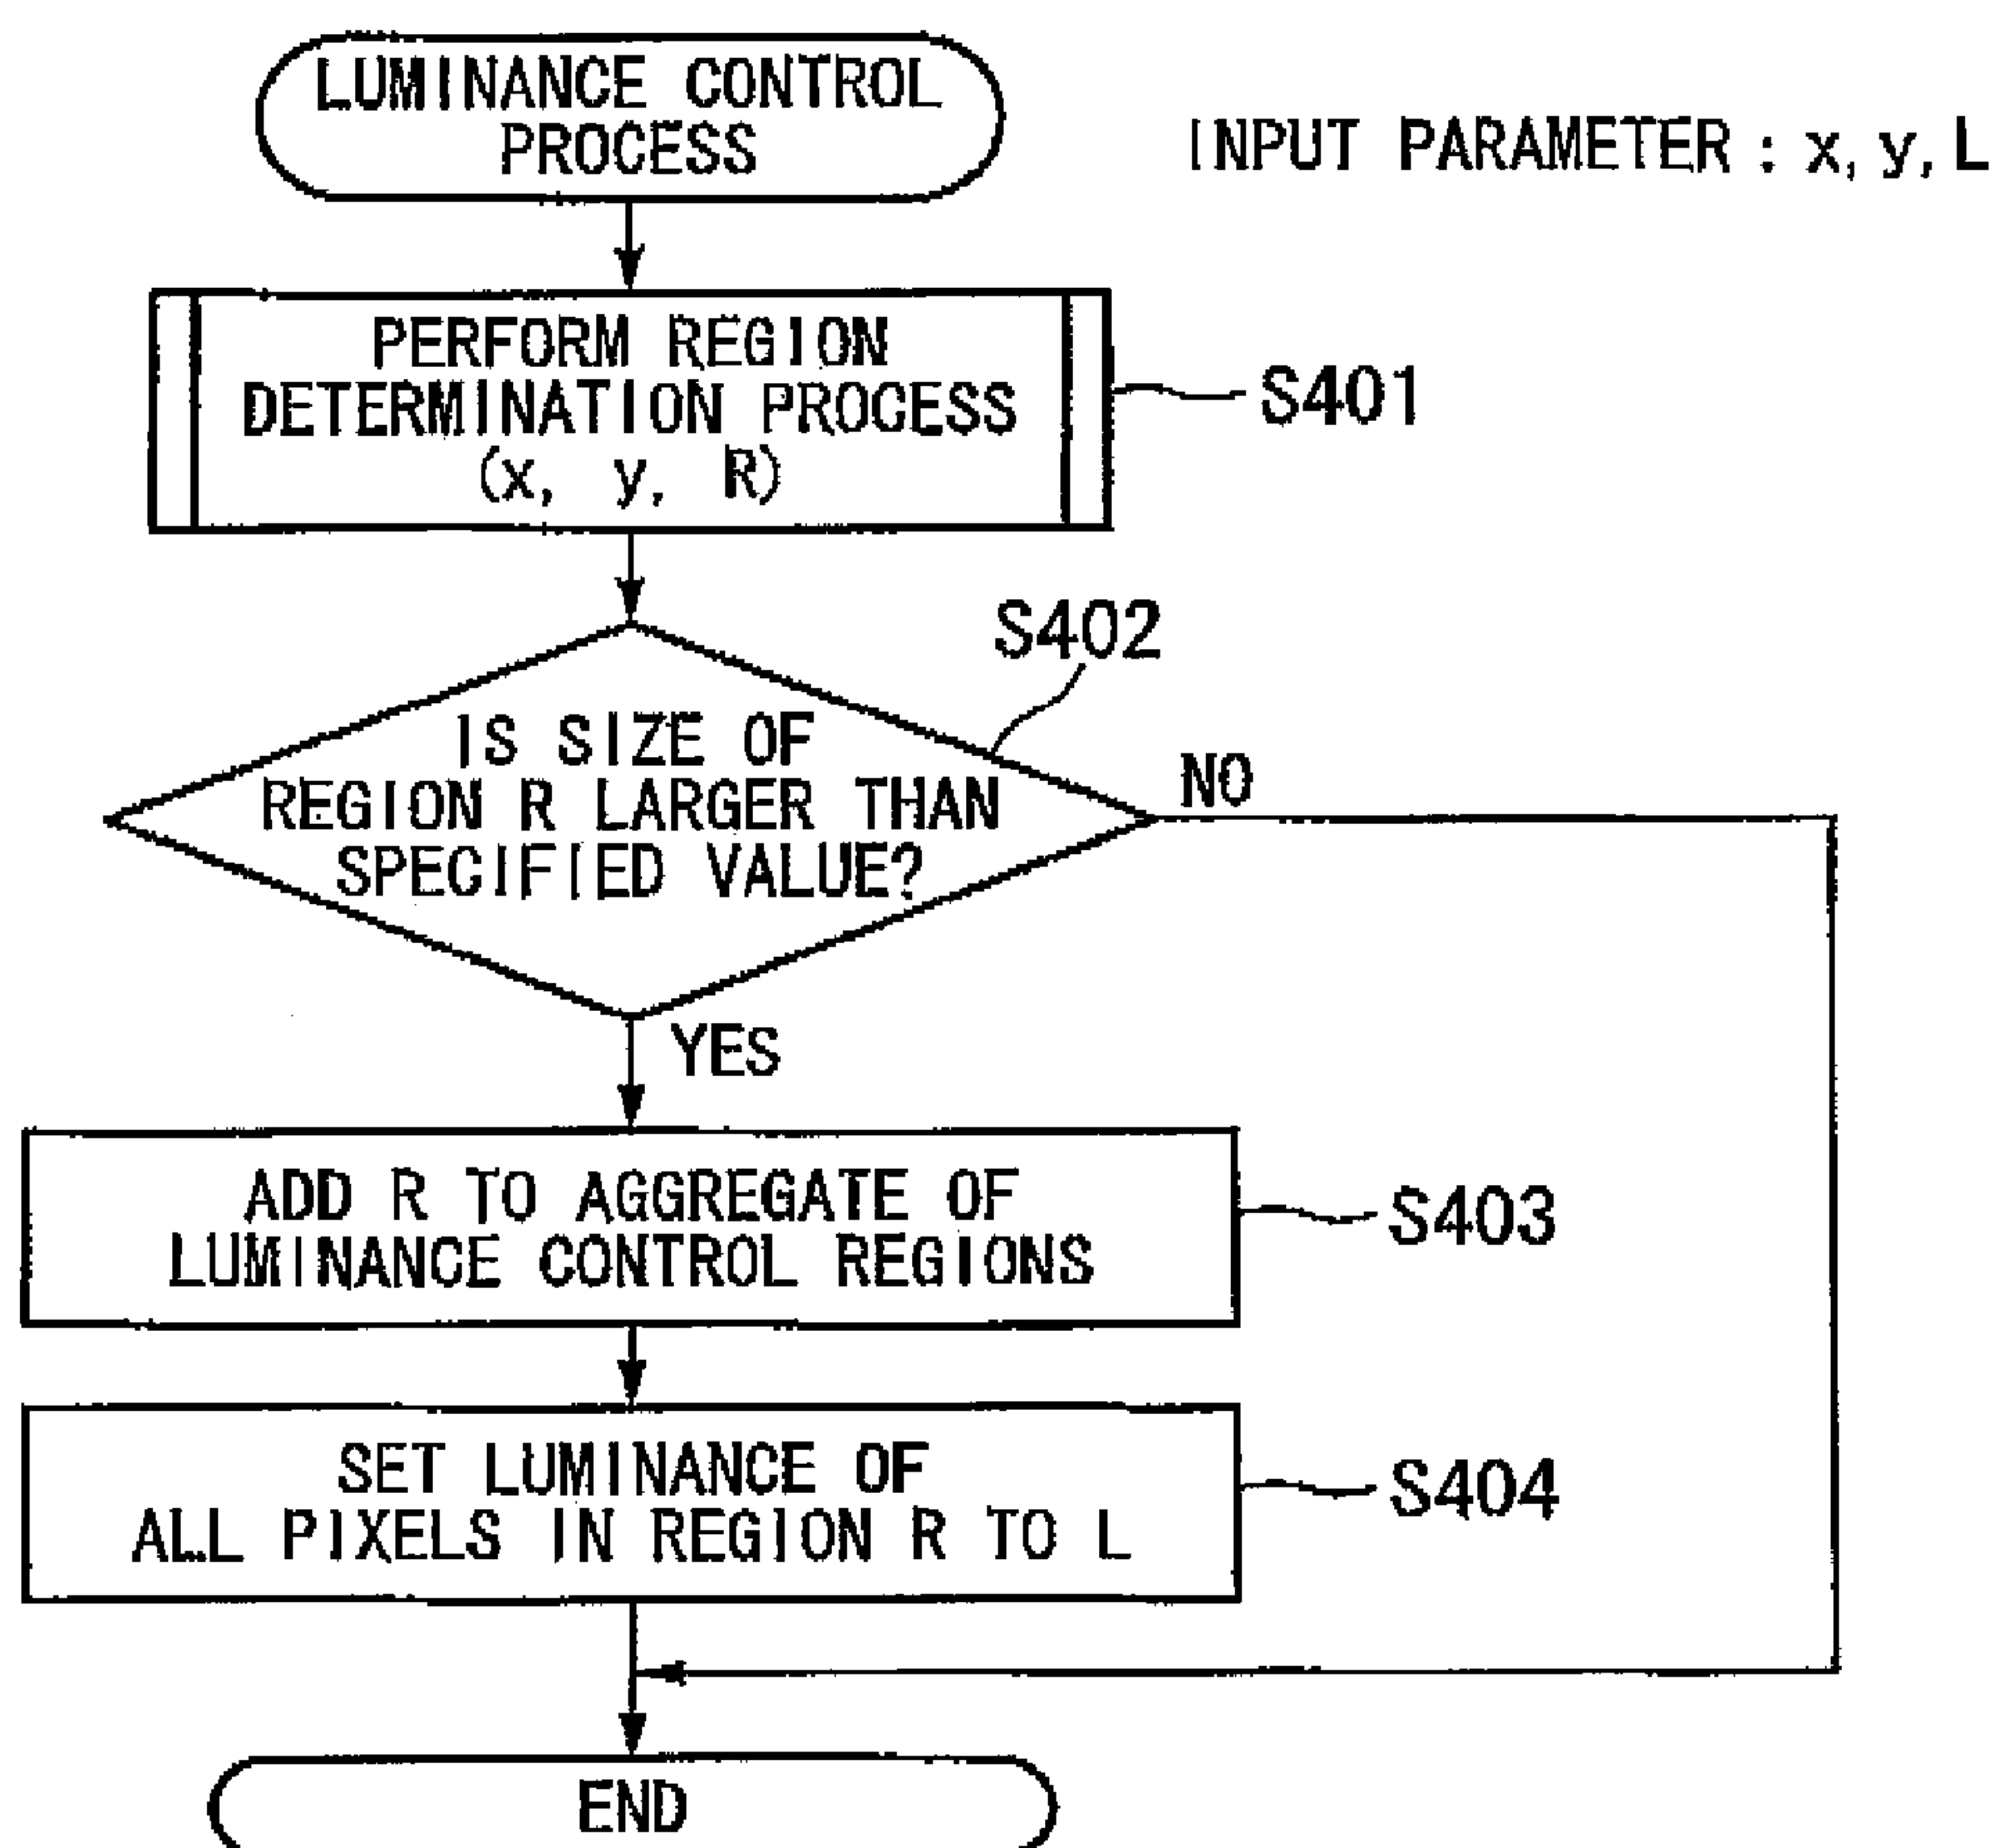 LUMINANCE CONTROL
PROCESS
INPUT PARAMETER : x, y, L
PERFORM REGION
DETERMINATION PROCESS
(x, y, R)
S401
S402
IS SIZE OF
REGION R LARGER THAN
SPECIFIED VALUE?
NO
YES
ADD R TO AGGREGATE OF
LUMINANCE CONTROL REGIONS
S403
SET LUMINANCE OF
ALL PIXELS IN REGION R TO L
S404
END